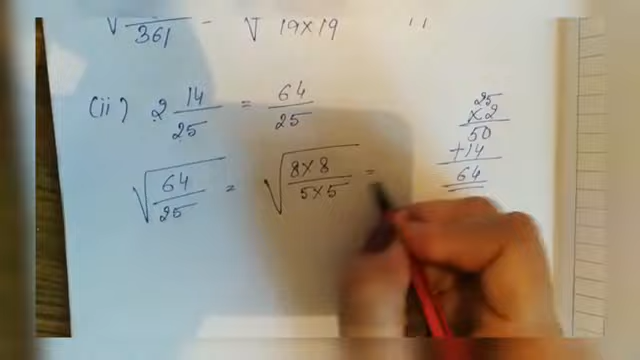 √/361 = √/19×19
(ii) 2 14/25 = 64/25
25
×2
50
+14
64
√64/25 = √8×8/5×5 =